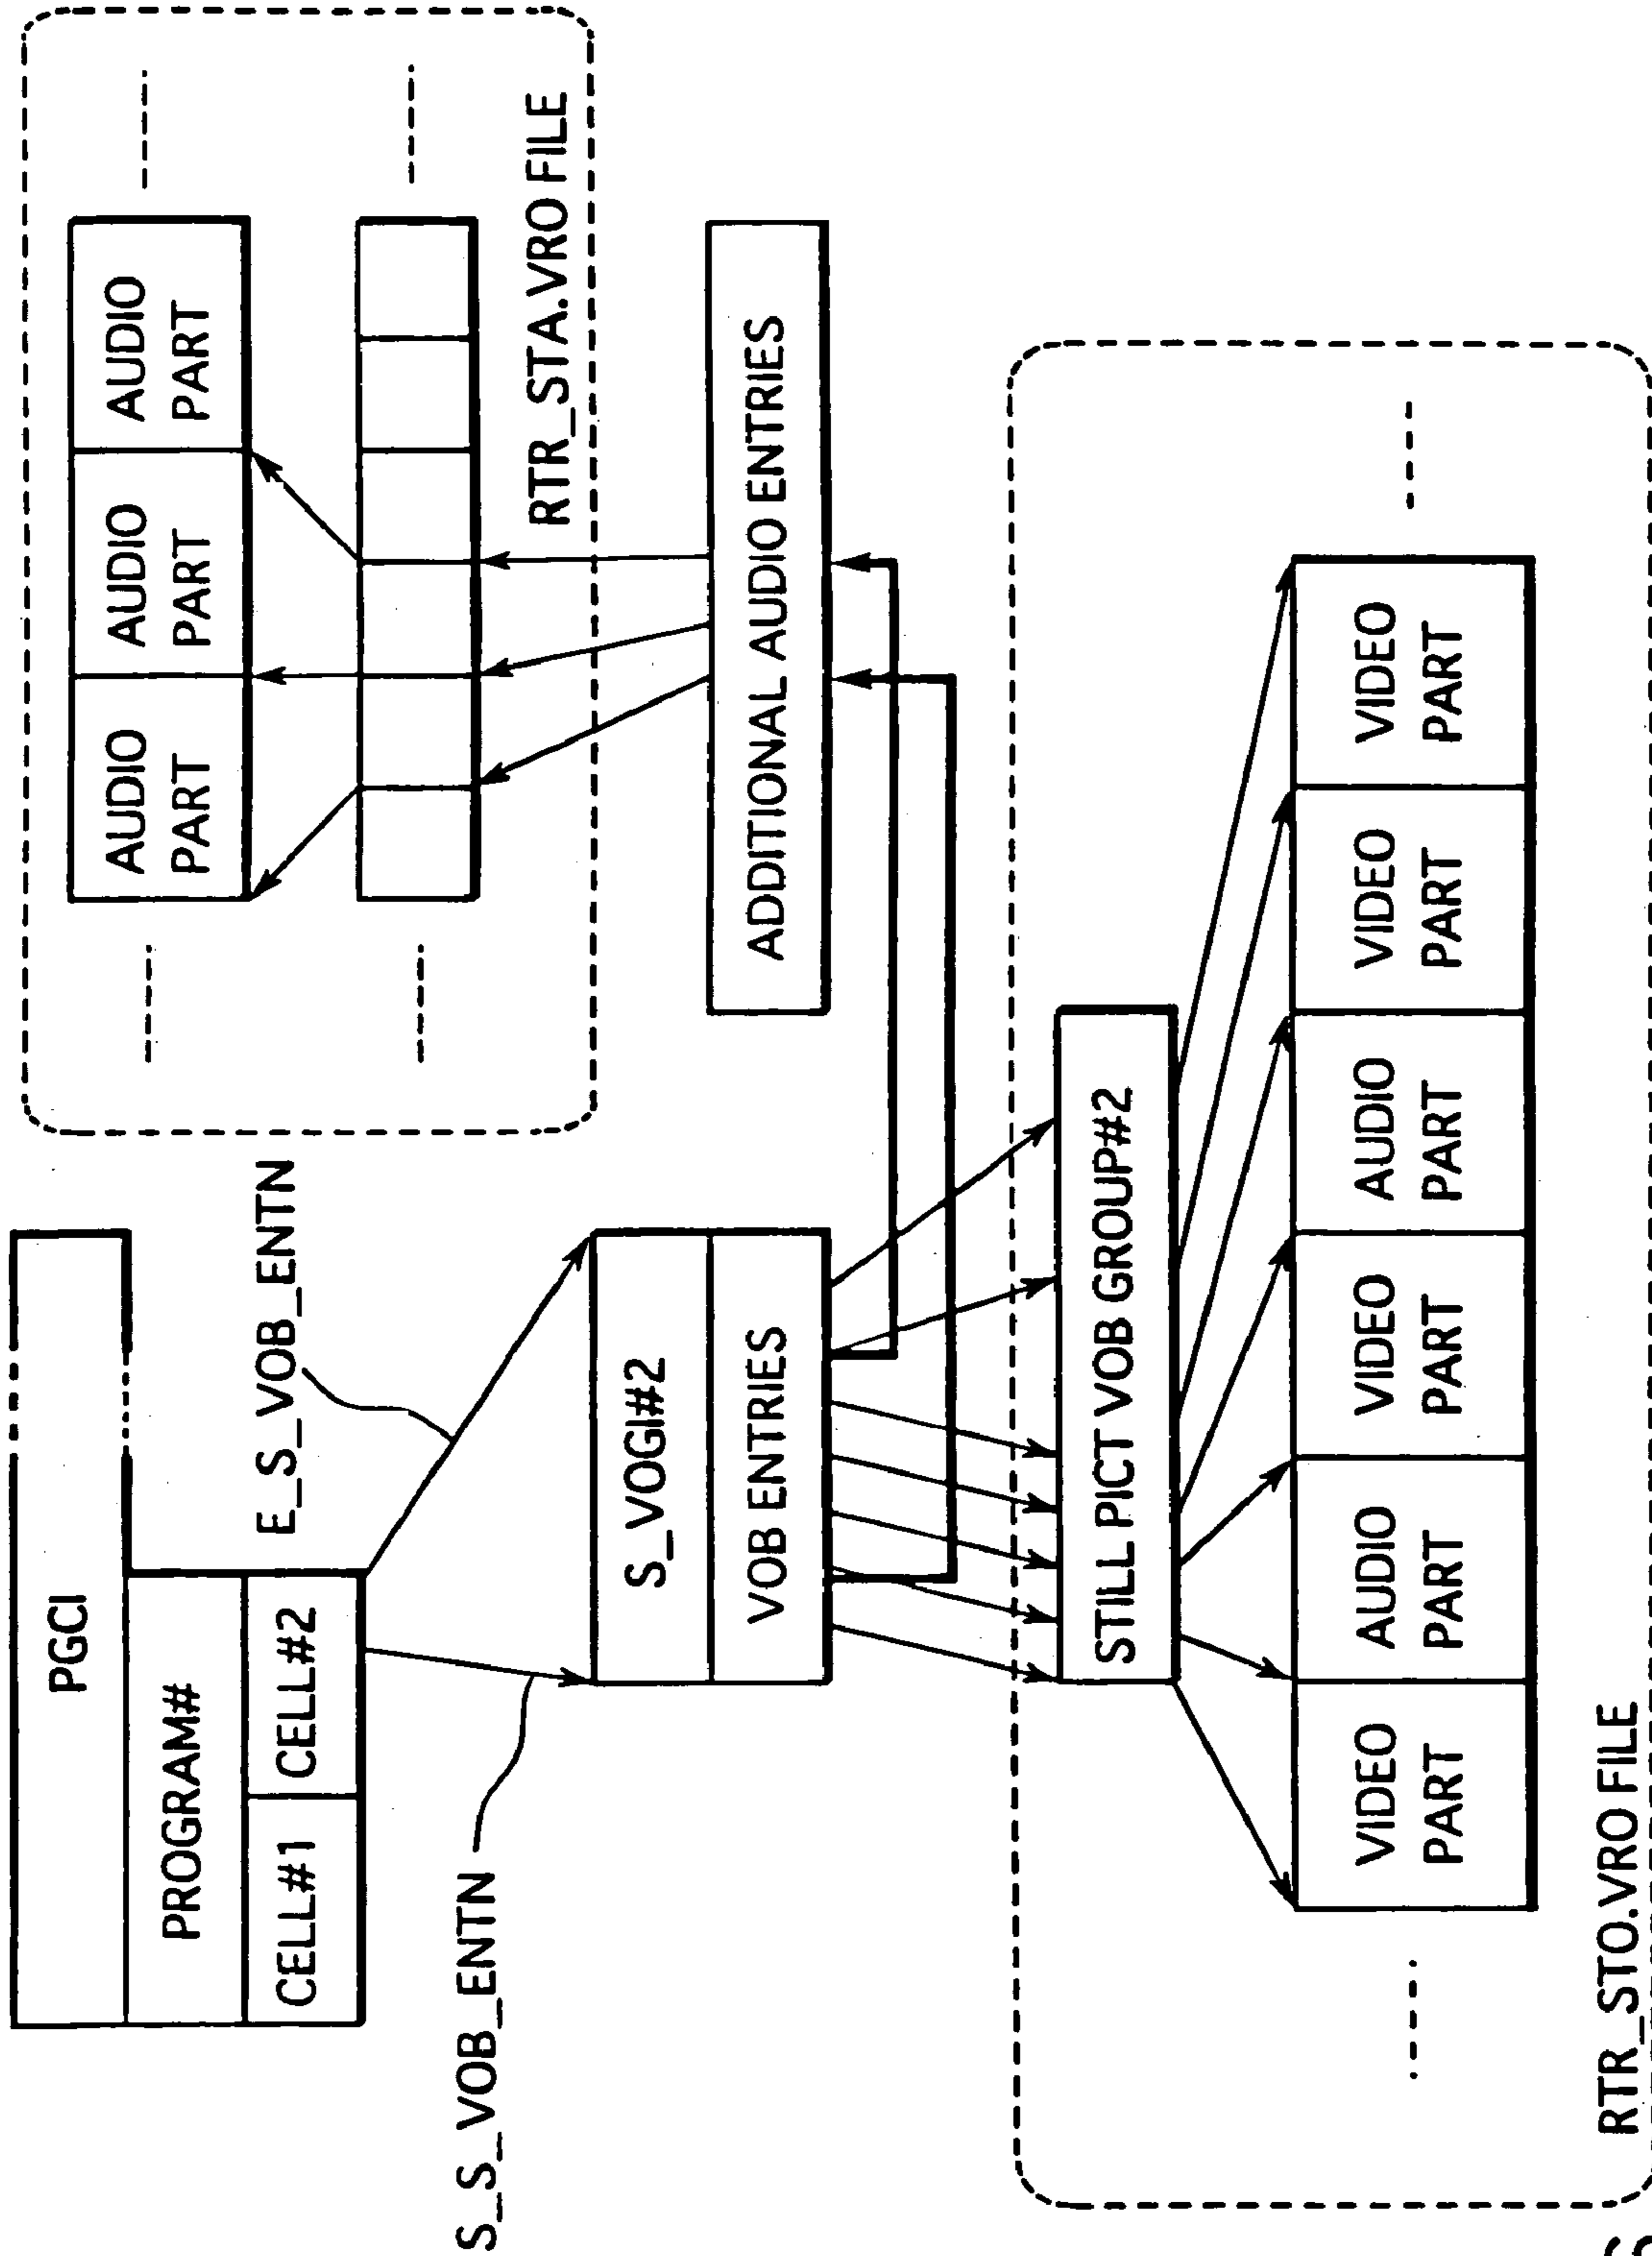 PGCI
PROGRAM#
CELL#1 CELL#2
E_S_VOB_ENTN
S_S_VOB_ENTN
S_VOGI#2
VOB ENTRIES
AUDIO
PART
AUDIO
PART
AUDIO
PART
RTR_STA.VRO FILE
ADDITIONAL AUDIO ENTRIES
STILL PICT VOB GROUP#2
VIDEO
PART
AUDIO
PART
VIDEO
PART
AUDIO
PART
VIDEO
PART
VIDEO
PART
RTR_STO.VRO FILE